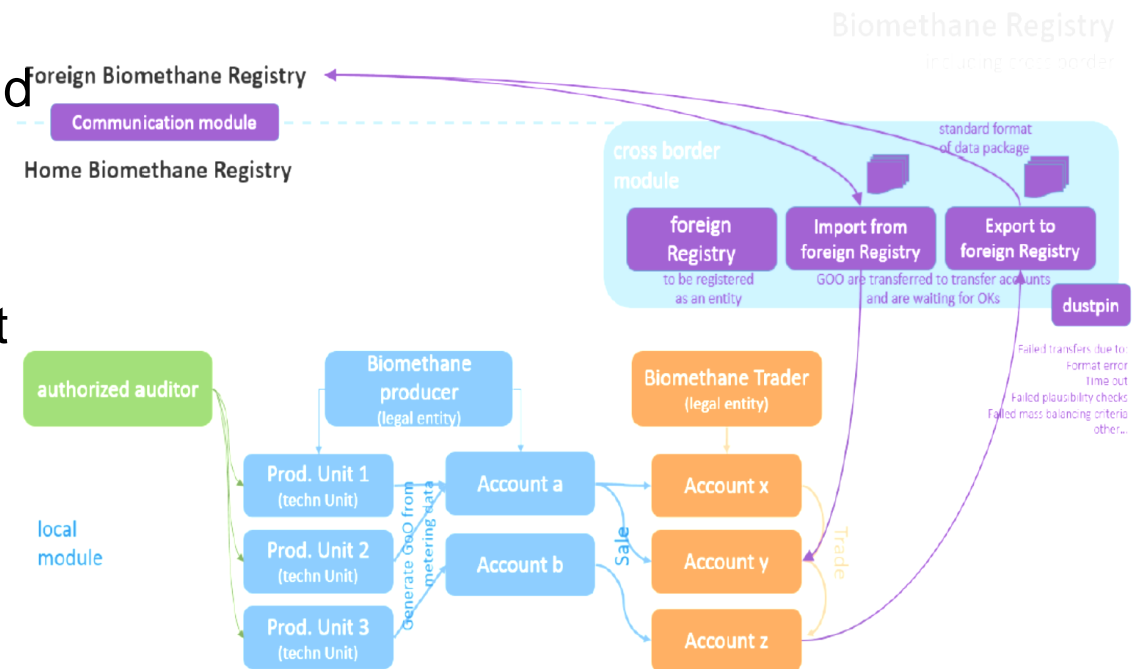 Biomethane Registry
including cross border
d
Foreign Biomethane Registry
Communication module
Home Biomethane Registry
cross border
module
standard format
of data package
foreign
Registry
Import from
foreign Registry
Export to
foreign Registry
to be registered
as an entity
GOO are transferred to transfer accounts
and are waiting for OKs
dustpin
t
Failed transfers due to:
Format error
Time out
Failed plausibility checks
Failed mass balancing criteria
other...
authorized auditor
Biomethane
producer
(legal entity)
Biomethane Trader
(legal entity)
Prod. Unit 1
(techn Unit)
Prod. Unit 2
(techn Unit)
Prod. Unit 3
(techn Unit)
Generate GoO from
metering data
Account a
Account b
Sale
Account x
Account y
Account z
Trade
local
module